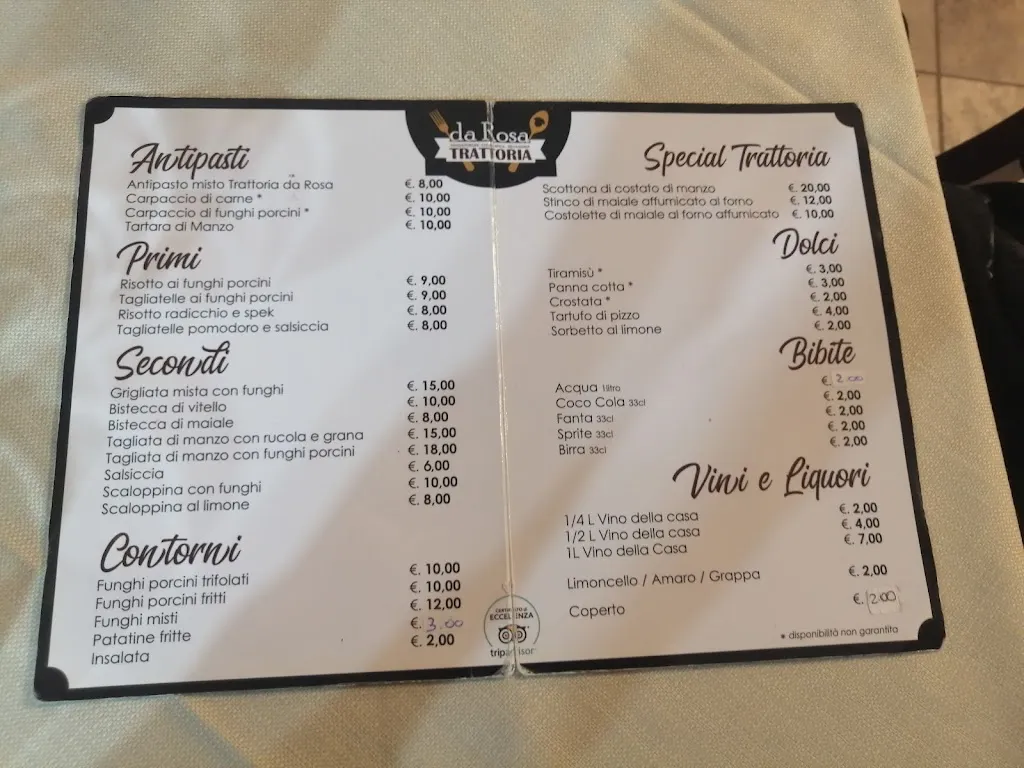 da Rosa
TRATTORIA
Antipasti
Antipasto misto Trattoria da Rosa €. 8,00
Carpaccio di carne * €. 10,00
Carpaccio di funghi porcini * €. 10,00
Tartara di Manzo €. 10,00
Primi
Risotto ai funghi porcini €. 9,00
Tagliatelle ai funghi porcini €. 9,00
Risotto radicchio e spek €. 8,00
Tagliatelle pomodoro e salsiccia €. 8,00
Secondi
Grigliata mista con funghi €. 15,00
Bistecca di vitello €. 10,00
Bistecca di maiale €. 8,00
Tagliata di manzo con rucola e grana €. 15,00
Tagliata di manzo con funghi porcini €. 18,00
Salsiccia €. 6,00
Scaloppina con funghi €. 10,00
Scaloppina al limone €. 8,00
Contorni
Funghi porcini trifolati €. 10,00
Funghi porcini fritti €. 10,00
Funghi misti €. 12,00
Patatine fritte €. 3.00
Insalata €. 2,00
Special Trattoria
Scottona di costato di manzo €. 20,00
Stinco di maiale affumicato al forno €. 12,00
Costolette di maiale al forno affumicato €. 10,00
Dolci
Tiramisù * €. 3,00
Panna cotta * €. 3,00
Crostata * €. 2,00
Tartufo di pizzo €. 4,00
Sorbetto al limone €. 2,00
Bibite
Acqua 1litro €. 2.00
Coco Cola 33cl €. 2,00
Fanta 33cl €. 2,00
Sprite 33cl €. 2,00
Birra 33cl €. 2,00
Vini e Liquori
1/4 L Vino della casa €. 2,00
1/2 L Vino della casa €. 4,00
1L Vino della Casa €. 7,00
Limoncello / Amaro / Grappa €. 2,00
Coperto €. 2.00
* disponibilità non garantita
ECCELLENZA